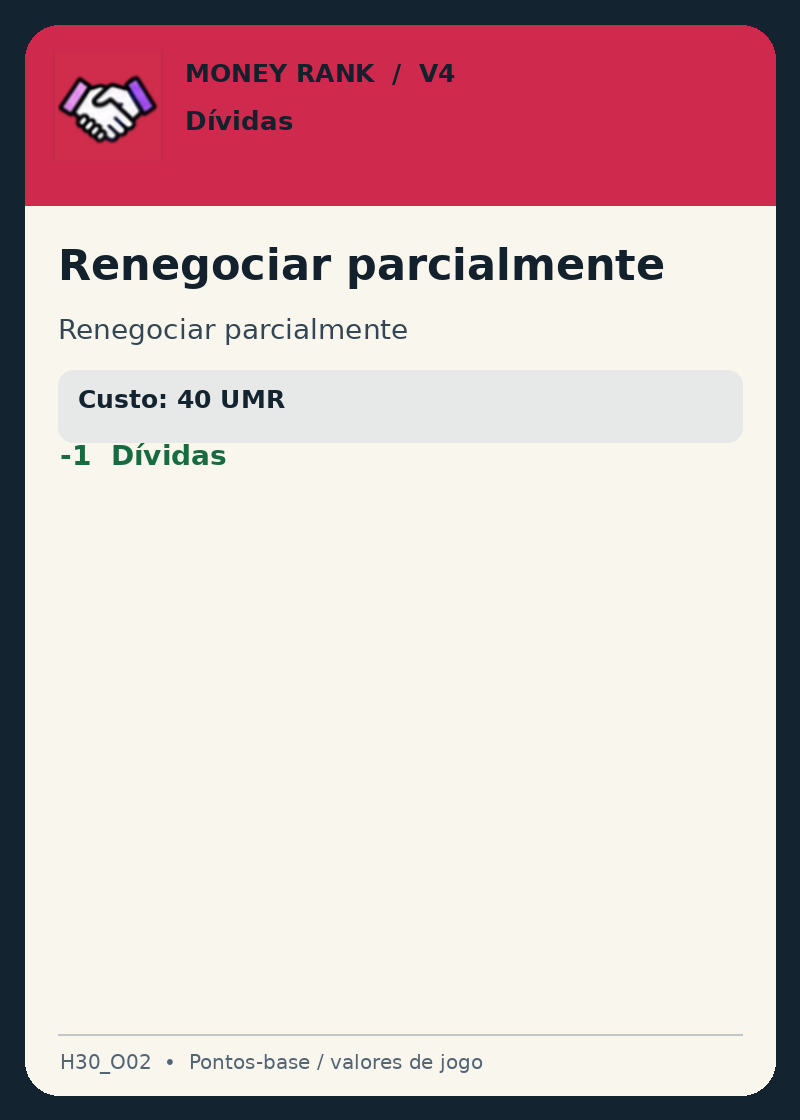 MONEY RANK / V4
Dívidas
Renegociar parcialmente
Renegociar parcialmente
Custo: 40 UMR
-1 Dívidas
H30_O02 • Pontos-base / valores de jogo